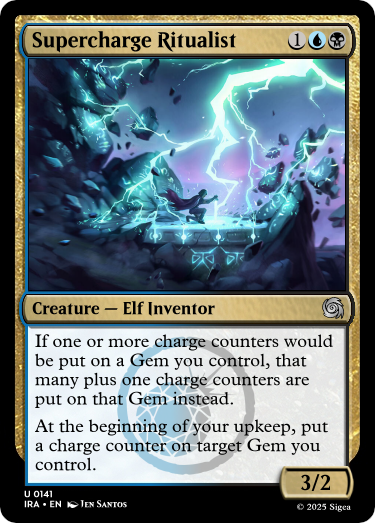 Supercharge Ritualist 1
Creature — Elf Inventor
If one or more charge counters would
be put on a Gem you control, that
many plus one charge counters are
put on that Gem instead.
At the beginning of your upkeep, put
a charge counter on target Gem you
control.
3/2
U 0141
IRA • EN Jen Santos
© 2025 Sigea